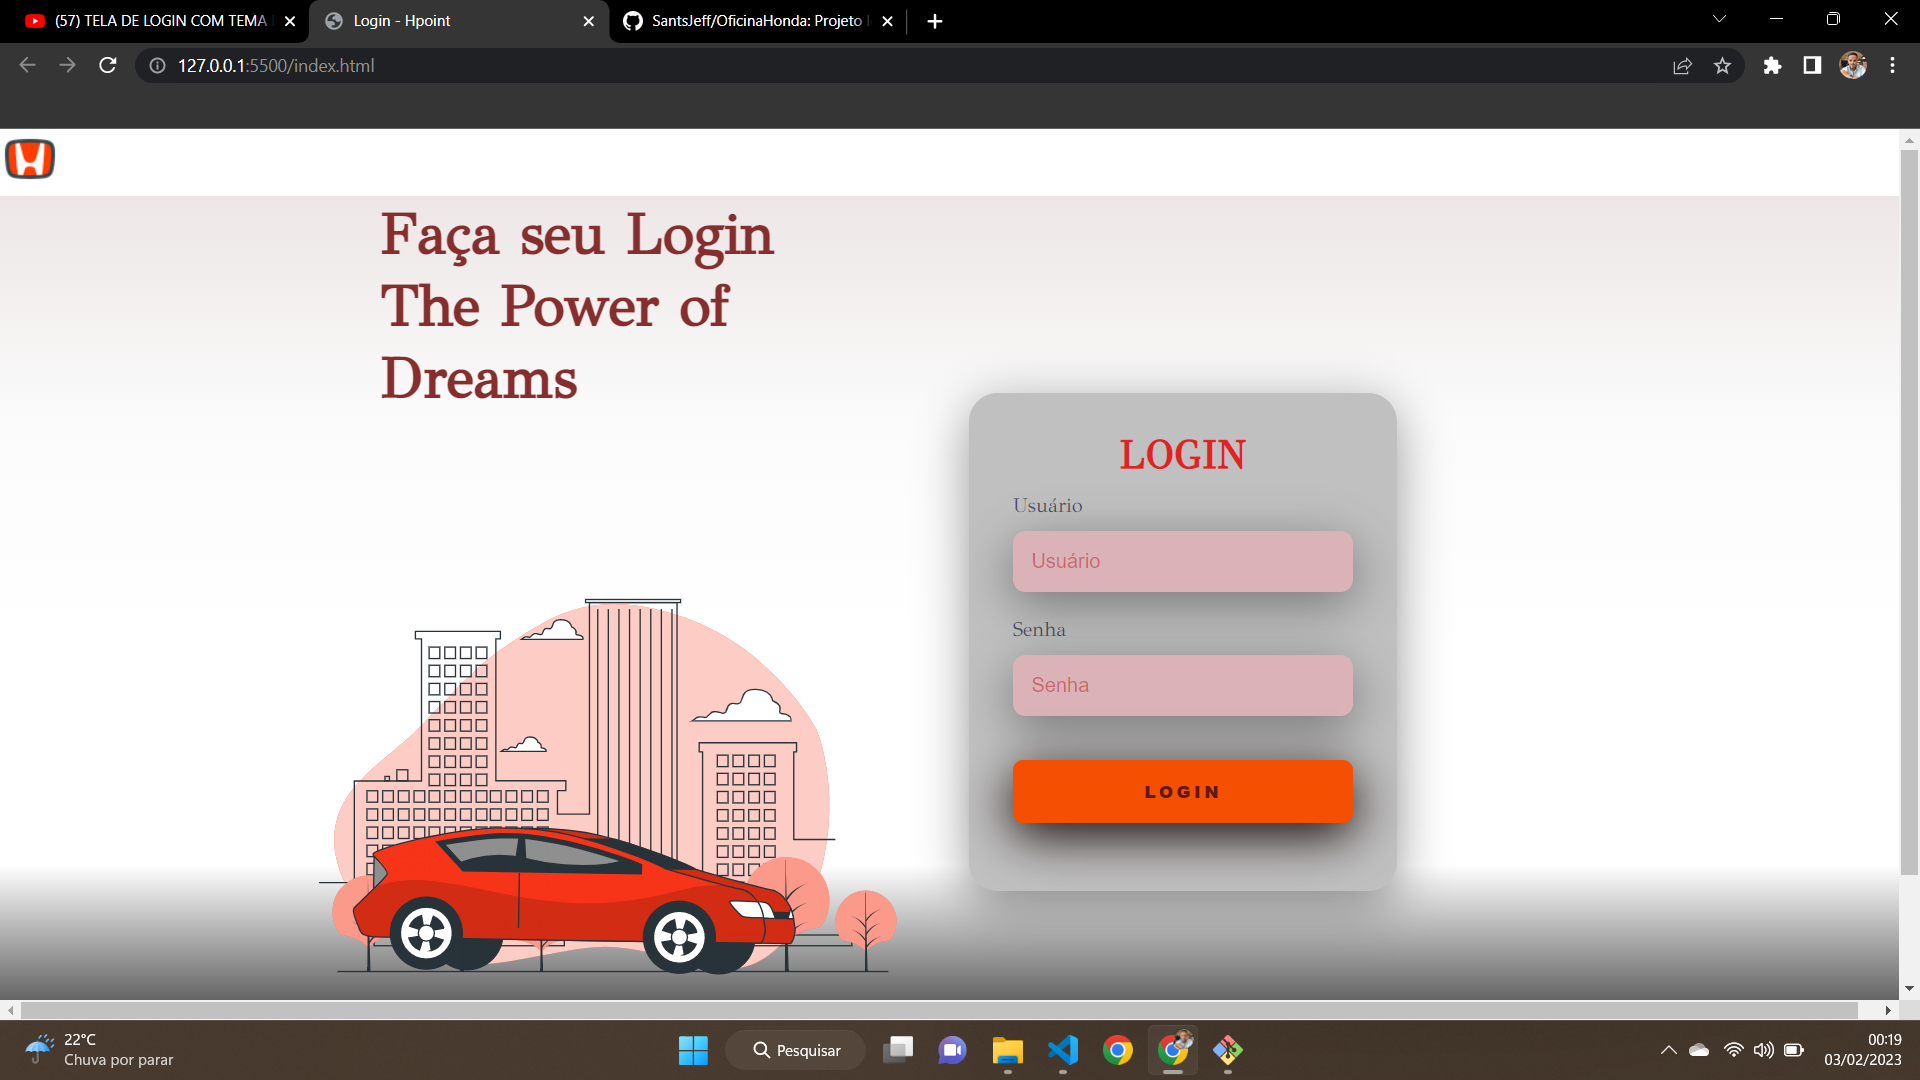 (57) TELA DE LOGIN COM TEMA
Login - Hpoint
SantsJeff/OficinaHonda: Projeto
127.0.0.1:5500/index.html
Faça seu Login
The Power of
Dreams
LOGIN
Usuário
Usuário
Senha
Senha
LOGIN
22°C
Chuva por parar
Pesquisar
00:19
03/02/2023